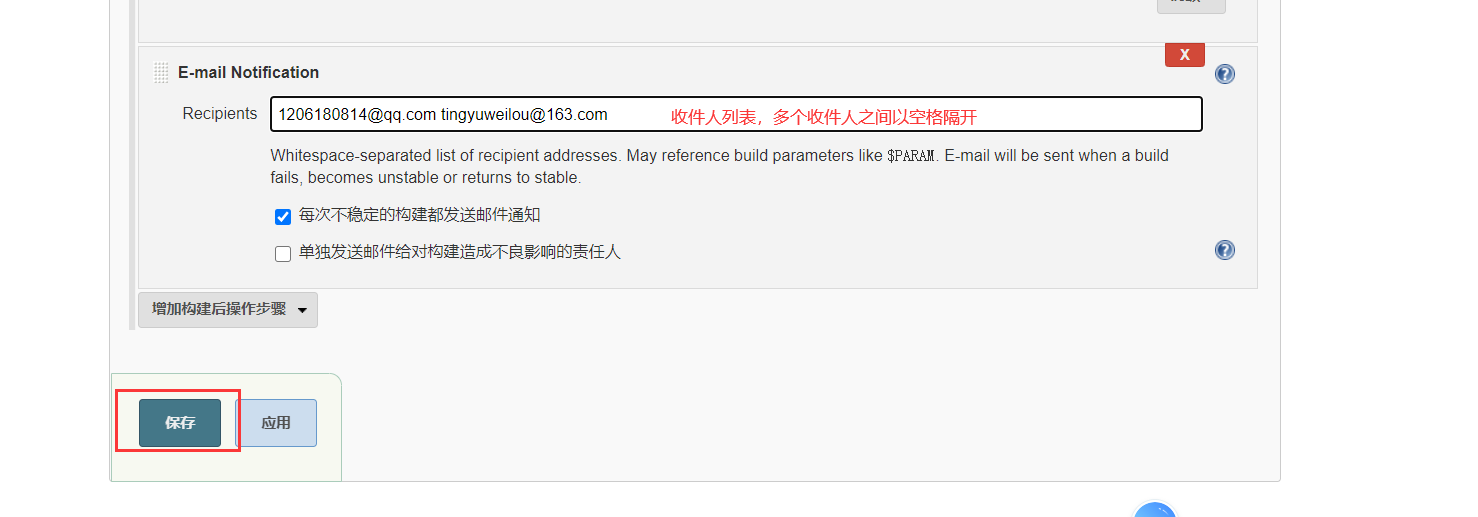 X
E-mail Notification
Recipients 1206180814@qq.com tingyuweilou@163.com 收件人列表，多个收件人之间以空格隔开
Whitespace-separated list of recipient addresses. May reference build parameters like $PARAM. E-mail will be sent when a build
fails, becomes unstable or returns to stable.
每次不稳定的构建都发送邮件通知
单独发送邮件给对构建造成不良影响的责任人
增加构建后操作步骤
保存 应用